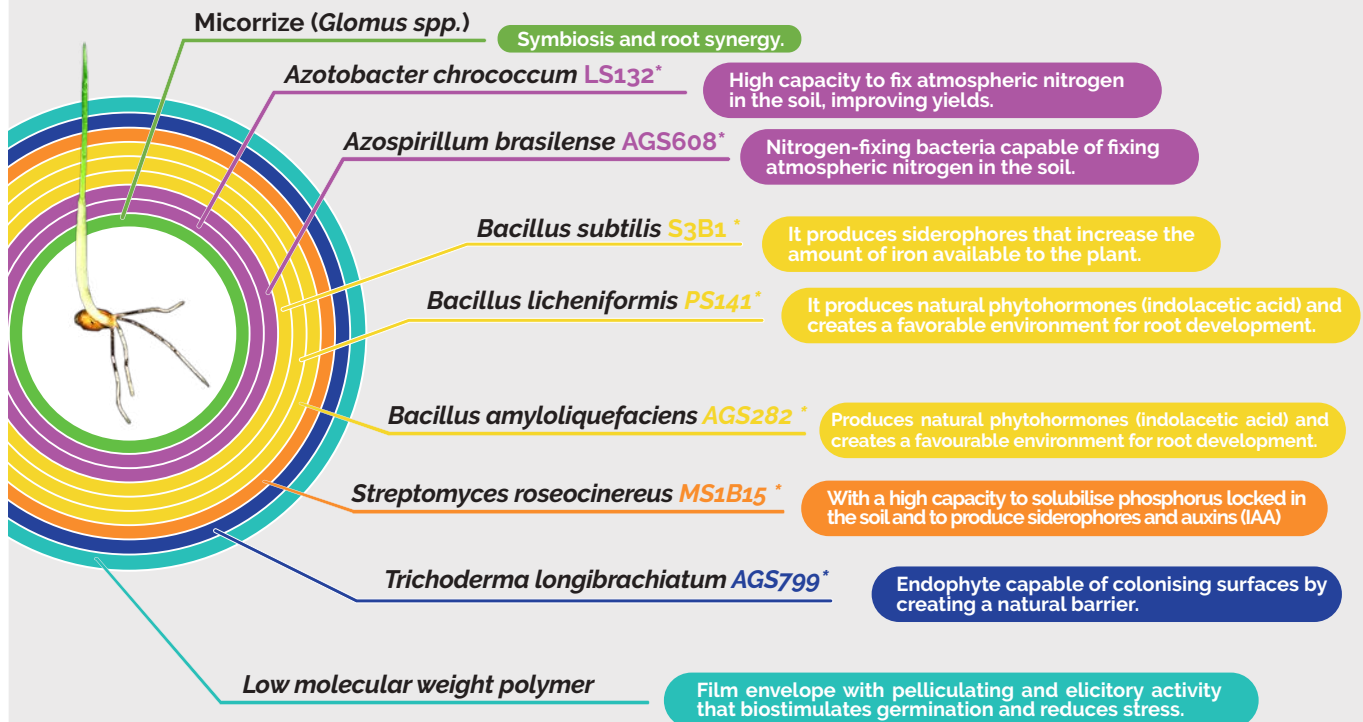 Micorrize (Glomus spp.)
Symbiosis and root synergy.
Azotobacter chrococcum LS132*
High capacity to fix atmospheric nitrogen
in the soil, improving yields.
Azospirillum brasilense AGS608*
Nitrogen-fixing bacteria capable of fixing
atmospheric nitrogen in the soil.
Bacillus subtilis S3B1 *
It produces siderophores that increase the
amount of iron available to the plant.
Bacillus licheniformis PS141*
It produces natural phytohormones (indolacetic acid) and
creates a favorable environment for root development.
Bacillus amyloliquefaciens AGS282 *
Produces natural phytohormones (indolacetic acid) and
creates a favourable environment for root development.
Streptomyces roseocinereus MS1B15 *
With a high capacity to solubilise phosphorus locked in
the soil and to produce siderophores and auxins (IAA)
Trichoderma longibrachiatum AGS799*
Endophyte capable of colonising surfaces by
creating a natural barrier.
Low molecular weight polymer
Film envelope with pelliculating and elicitory activity
that biostimulates germination and reduces stress.